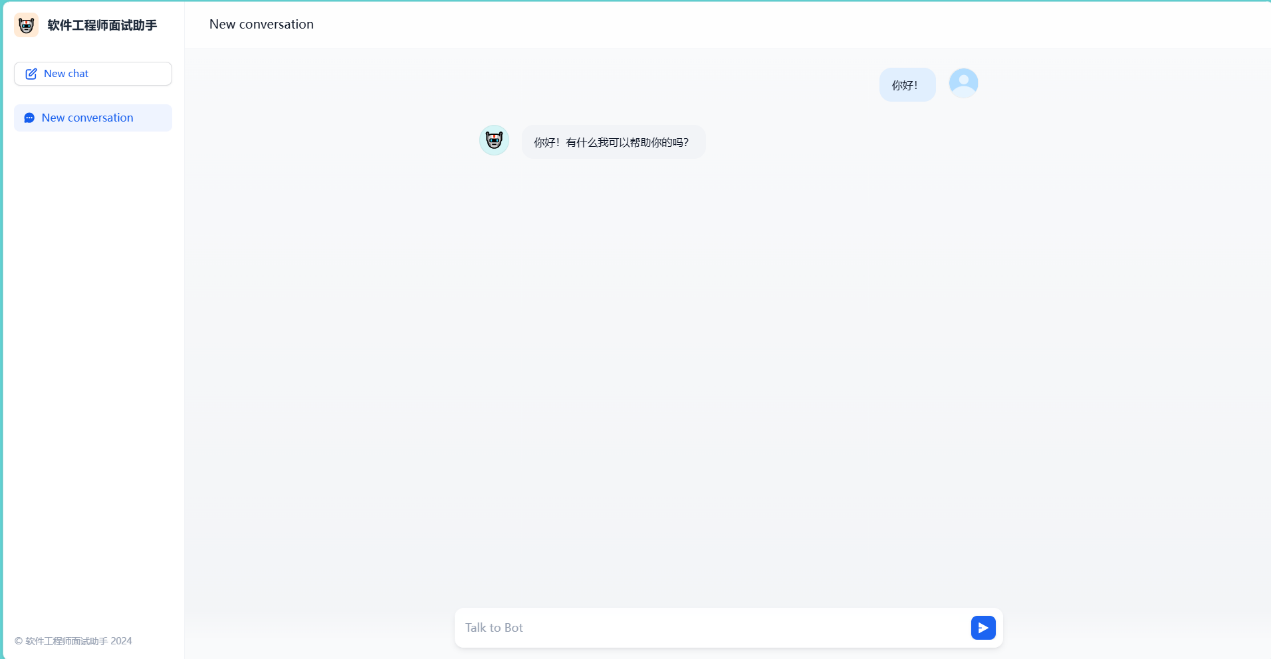 软件工程师面试助手
New chat
New conversation
New conversation
你好！
你好！有什么我可以帮助你的吗？
Talk to Bot
© 软件工程师面试助手 2024